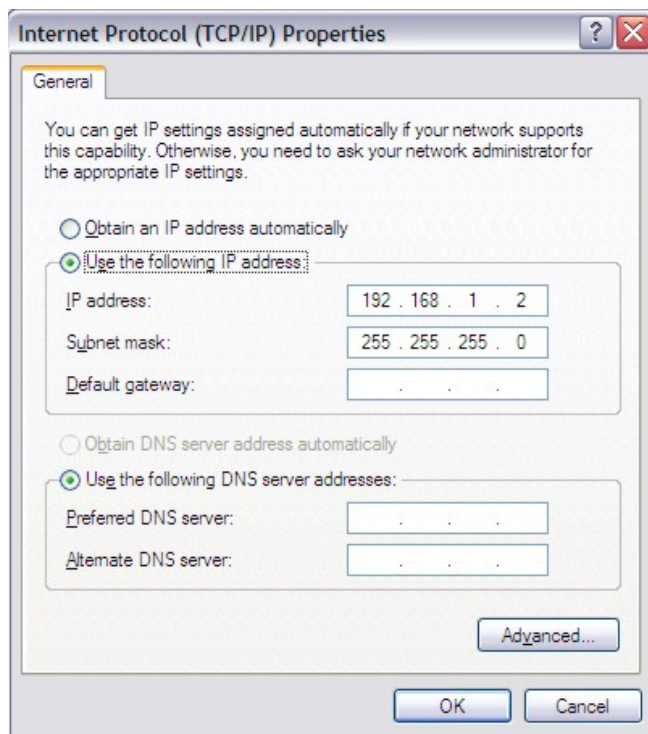 Internet Protocol (TCP/IP) Properties
General
You can get IP settings assigned automatically if your network supports
this capability. Otherwise, you need to ask your network administrator for
the appropriate IP settings.
Obtain an IP address automatically
Use the following IP address:
IP address: 192 . 168 . 1 . 2
Subnet mask: 255 . 255 . 255 . 0
Default gateway: . . .
Obtain DNS server address automatically
Use the following DNS server addresses:
Preferred DNS server: . . .
Alternate DNS server: . . .
Advanced...
OK Cancel